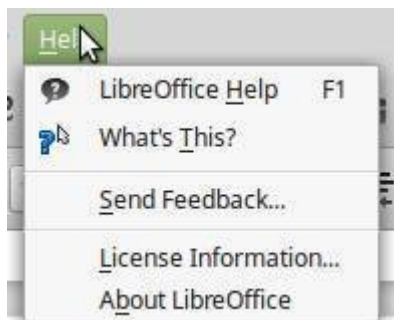 Help
LibreOffice Help F1
What's This?
Send Feedback...
License Information...
About LibreOffice